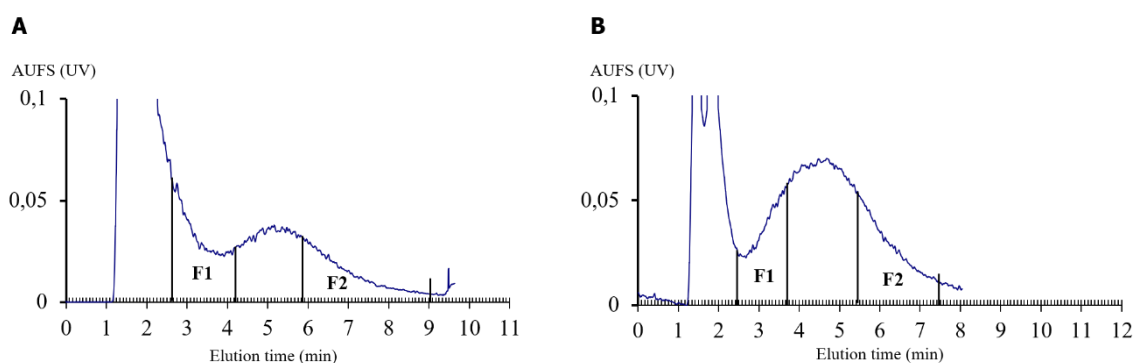 A
AUFS (UV)
0,1
0,05
0
F1
F2
0 1 2 3 4 5 6 7 8 9 10 11
Elution time (min)
B
AUFS (UV)
0,1
0,05
0
F1
F2
0 1 2 3 4 5 6 7 8 9 10 11 12
Elution time (min)